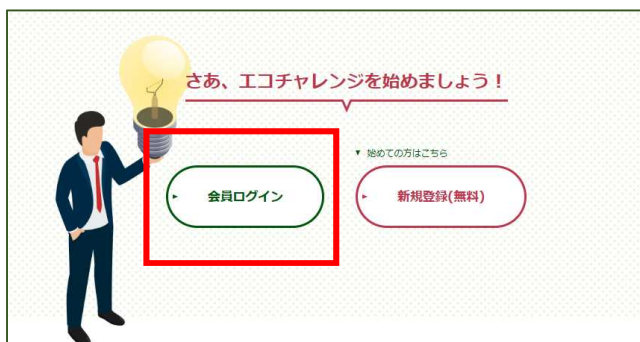 さあ、エコチャレンジを始めましょう！
▼ 始めての方はこちら
会員ログイン
新規登録(無料)